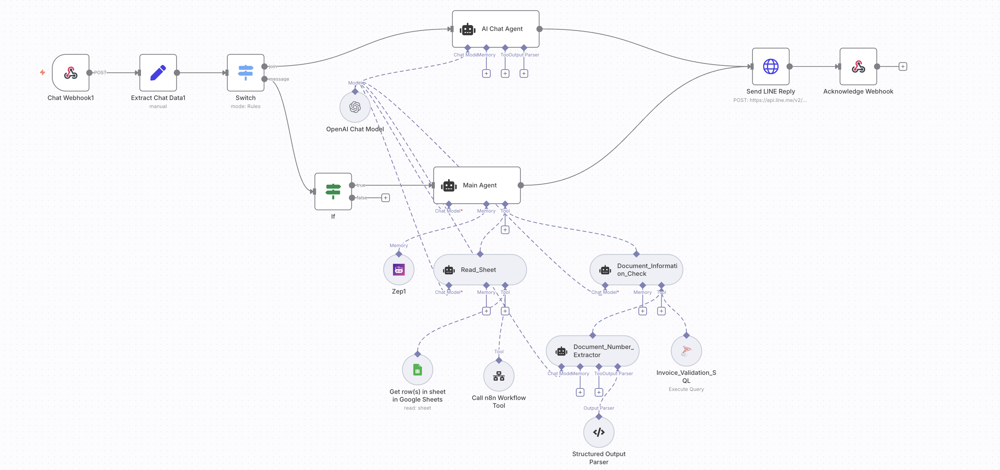 AI Chat Agent
Chat Mode
Memory
Too
Output Parser
POST
join
message
Chat Webhook1
Extract Chat Data1
manual
Switch
mode: Rules
Send LINE Reply
POST: https://api.line.me/v2/...
Acknowledge Webhook
Model
OpenAI Chat Model
true
false
If
Main Agent
Chat Model*
Memory
Tool
Memory
Zep1
Read_Sheet
Chat Model*
Memory
Tool
Document_Informati
on_Check
Chat Model*
Memory
Tool
Tool
Get row(s) in sheet
in Google Sheets
read: sheet
Call n8n Workflow
Tool
Document_Number_
Extractor
Chat Mode
Memory
Too
Output Parser
Invoice_Validation_S
QL
Execute Query
Output Parser
Structured Output
Parser